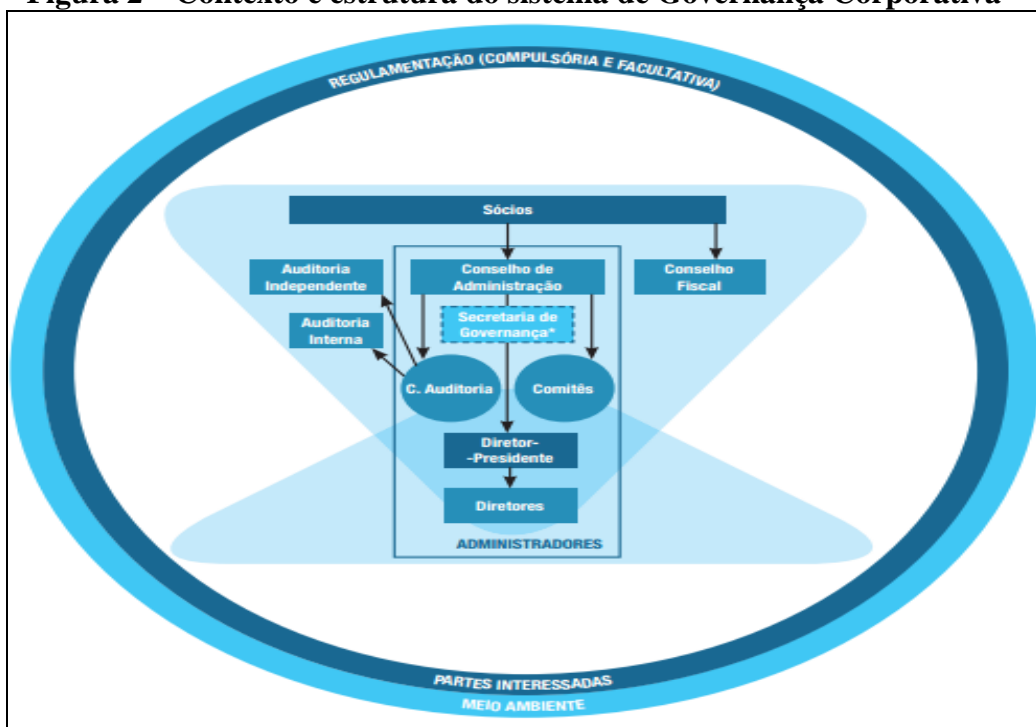 Figura 2 – Contexto e estrutura do sistema de Governança Corporativa
REGULAMENTAÇÃO (COMPULSÓRIA E FACULTATIVA)
Sócios
Auditoria
Independente
Conselho de
Administração
Conselho
Fiscal
Auditoria
Interna
Secretaria de
Governança*
C. Auditoria
Comitês
Diretor-
-Presidente
Diretores
ADMINISTRADORES
PARTES INTERESSADAS
MEIO AMBIENTE